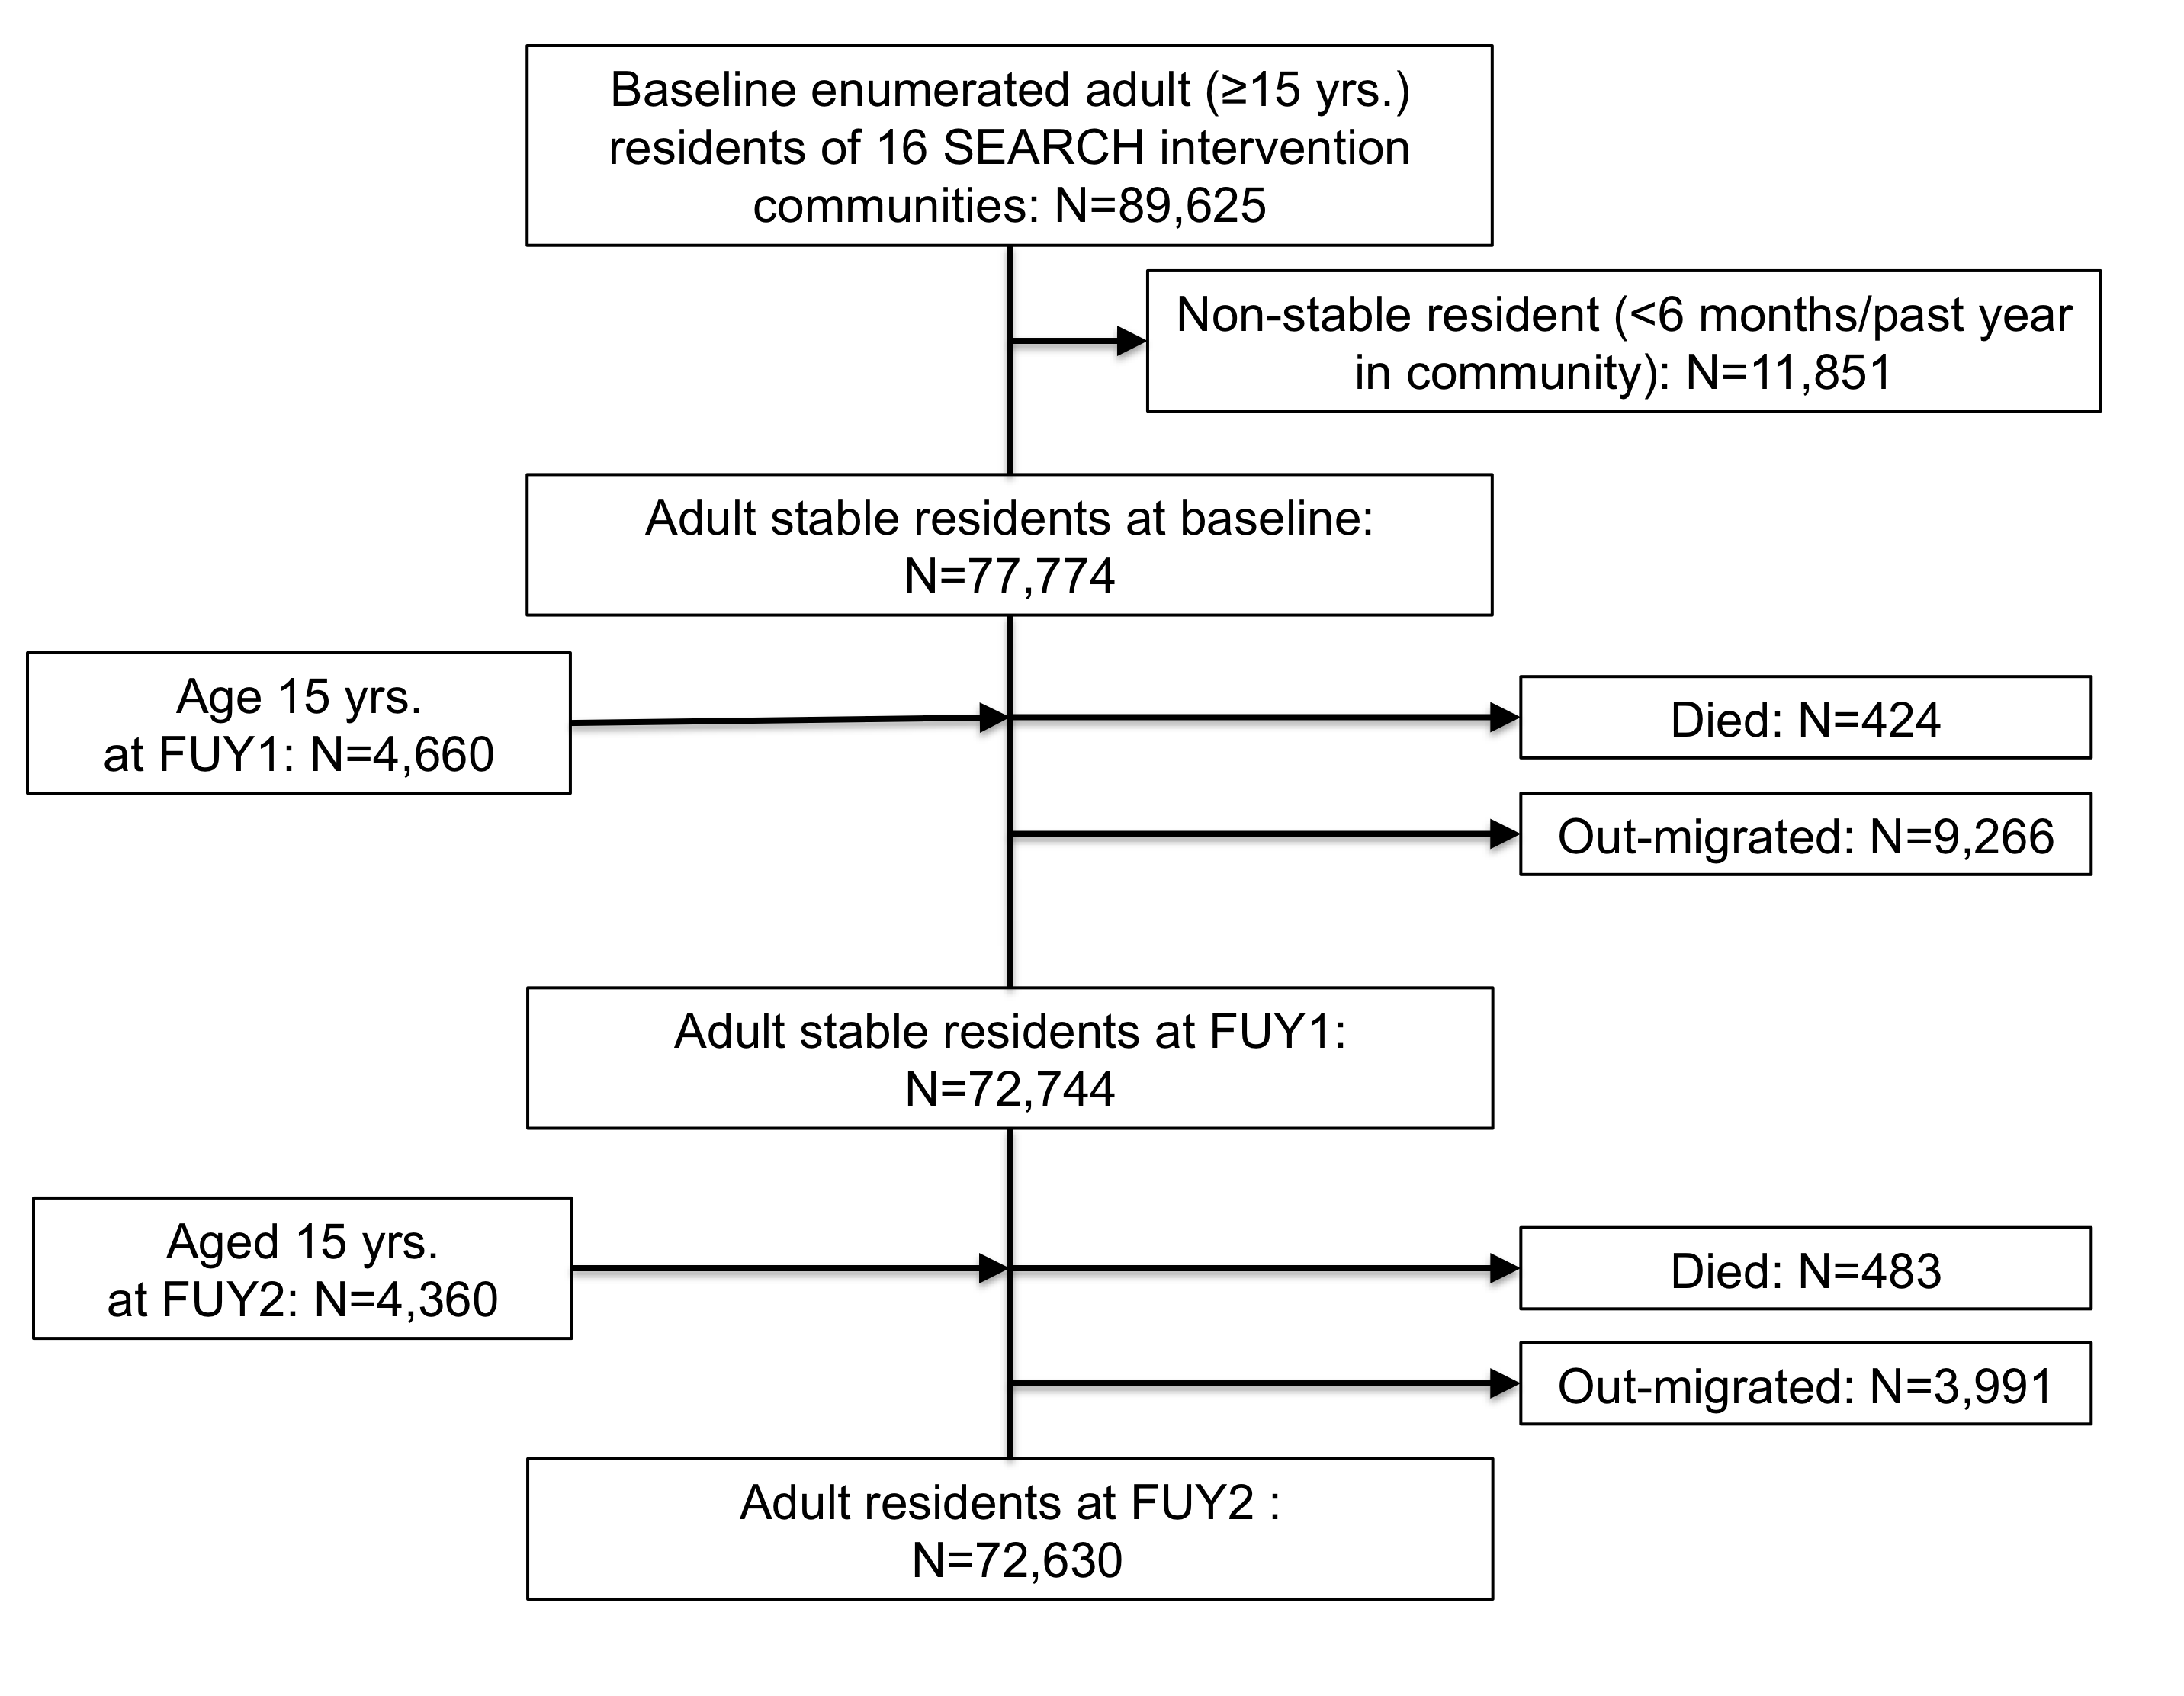 Baseline enumerated adult (≥15 yrs.)
residents of 16 SEARCH intervention
communities: N=89,625
Non-stable resident (<6 months/past year
in community): N=11,851
Adult stable residents at baseline:
N=77,774
Age 15 yrs.
at FUY1: N=4,660
Died: N=424
Out-migrated: N=9,266
Adult stable residents at FUY1:
N=72,744
Aged 15 yrs.
at FUY2: N=4,360
Died: N=483
Out-migrated: N=3,991
Adult residents at FUY2 :
N=72,630